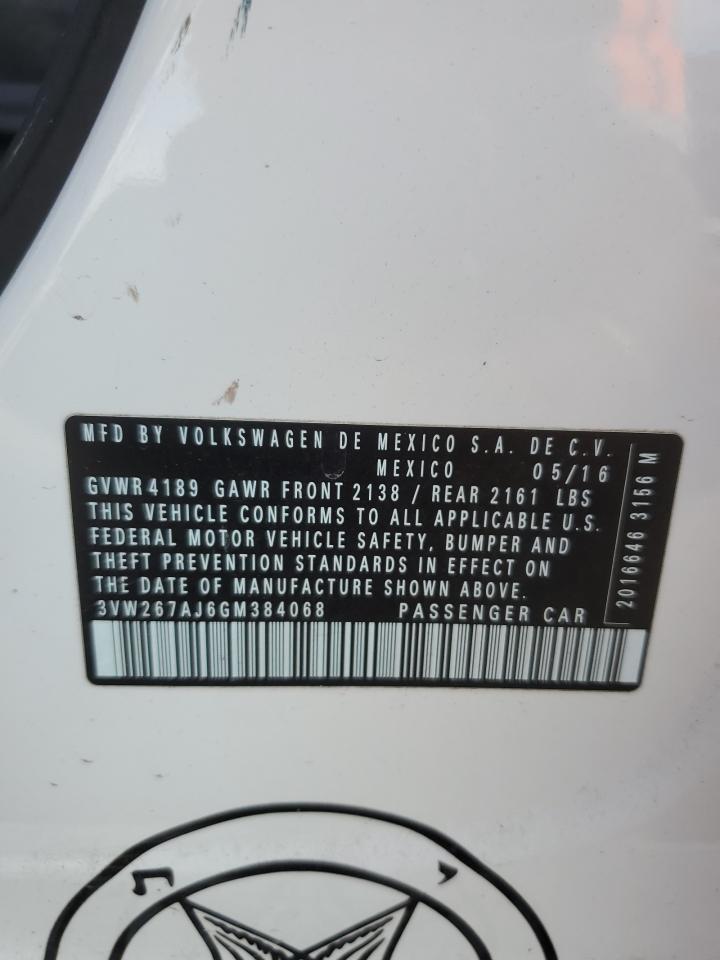 MFD BY VOLKSWAGEN DE MEXICO S.A. DE C.V.
MEXICO 05/16
GVWR 4189 GAWR FRONT 2138 / REAR 2161 LBS
THIS VEHICLE CONFORMS TO ALL APPLICABLE U.S.
FEDERAL MOTOR VEHICLE SAFETY, BUMPER AND
THEFT PREVENTION STANDARDS IN EFFECT ON
THE DATE OF MANUFACTURE SHOWN ABOVE.
3VW267AJ6GM384068 PASSENGER CAR
2016646 3156 M
ת
י